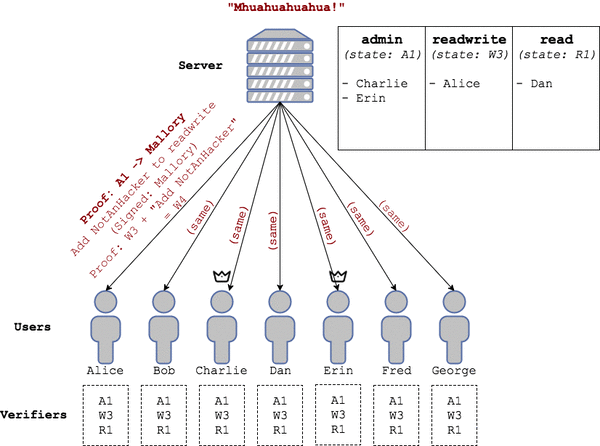 "Mhuahuahuahua!"
Server
admin
(state: A1)
- Charlie
- Erin
readwrite
(state: W3)
- Alice
read
(state: R1)
- Dan
Proof: A1 -> Mallory
Add NotAnHacker to readwrite
(Signed: Mallory)
Proof: W3 + "Add NotAnHacker"
= W4
(same)
(same)
(same)
(same)
(same)
(same)
Users
Alice
Bob
Charlie
Dan
Erin
Fred
George
Verifiers
A1
W3
R1
A1
W3
R1
A1
W3
R1
A1
W3
R1
A1
W3
R1
A1
W3
R1
A1
W3
R1